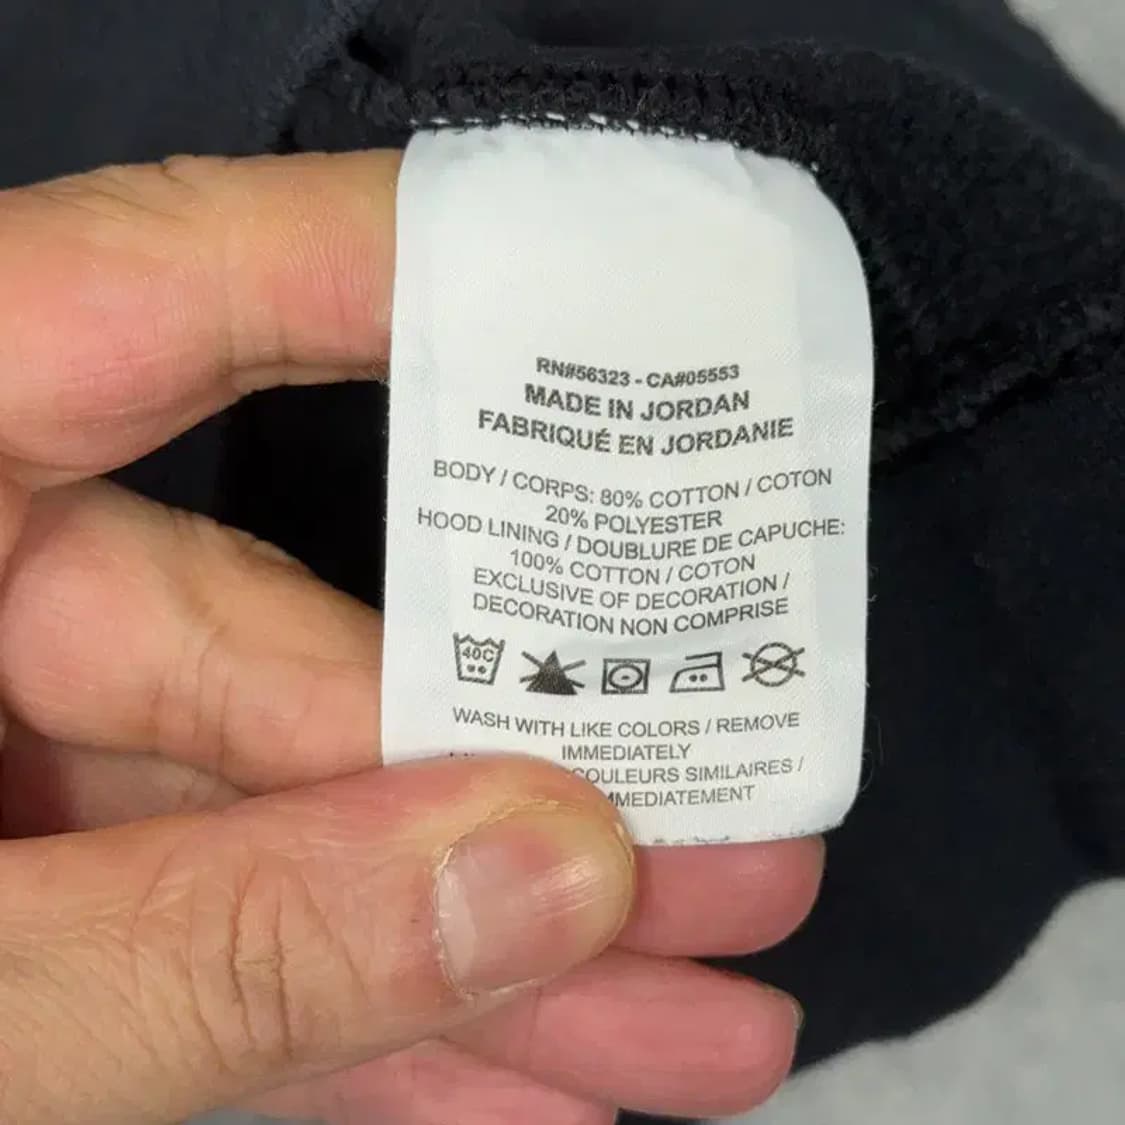 RN#56323 - CA#05553
MADE IN JORDAN
FABRIQUÉ EN JORDANIE
BODY / CORPS: 80% COTTON / COTON
20% POLYESTER
HOOD LINING / DOUBLURE DE CAPUCHE:
100% COTTON / COTON
EXCLUSIVE OF DECORATION /
DECORATION NON COMPRISE
40C
WASH WITH LIKE COLORS / REMOVE
IMMEDIATELY
COULEURS SIMILAIRES /